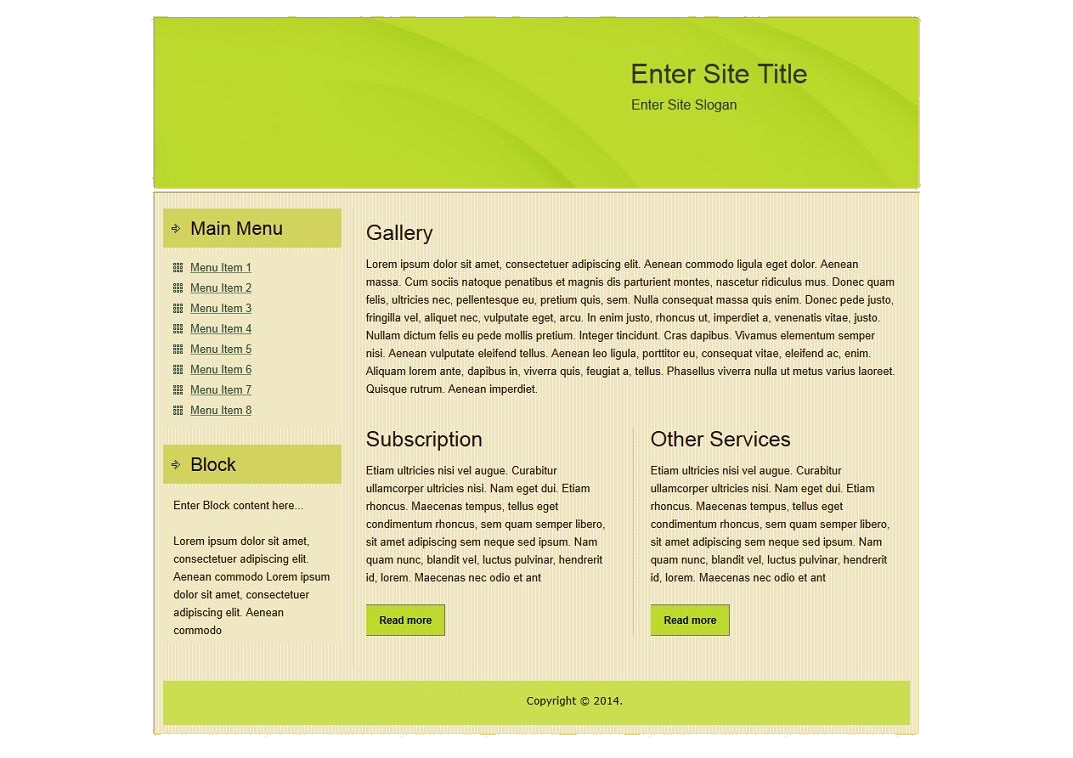 Enter Site Title
Enter Site Slogan
Main Menu
Menu Item 1
Menu Item 2
Menu Item 3
Menu Item 4
Menu Item 5
Menu Item 6
Menu Item 7
Menu Item 8
Block
Enter Block content here...
Lorem ipsum dolor sit amet,
consectetuer adipiscing elit.
Aenean commodo Lorem ipsum
dolor sit amet, consectetuer
adipiscing elit. Aenean
commodo
Gallery
Lorem ipsum dolor sit amet, consectetuer adipiscing elit. Aenean commodo ligula eget dolor. Aenean
massa. Cum sociis natoque penatibus et magnis dis parturient montes, nascetur ridiculus mus. Donec quam
felis, ultricies nec, pellentesque eu, pretium quis, sem. Nulla consequat massa quis enim. Donec pede justo,
fringilla vel, aliquet nec, vulputate eget, arcu. In enim justo, rhoncus ut, imperdiet a, venenatis vitae, justo.
Nullam dictum felis eu pede mollis pretium. Integer tincidunt. Cras dapibus. Vivamus elementum semper
nisi. Aenean vulputate eleifend tellus. Aenean leo ligula, porttitor eu, consequat vitae, eleifend ac, enim.
Aliquam lorem ante, dapibus in, viverra quis, feugiat a, tellus. Phasellus viverra nulla ut metus varius laoreet.
Quisque rutrum. Aenean imperdiet.
Subscription
Etiam ultricies nisi vel augue. Curabitur
ullamcorper ultricies nisi. Nam eget dui. Etiam
rhoncus. Maecenas tempus, tellus eget
condimentum rhoncus, sem quam semper libero,
sit amet adipiscing sem neque sed ipsum. Nam
quam nunc, blandit vel, luctus pulvinar, hendrerit
id, lorem. Maecenas nec odio et ant
Read more
Other Services
Etiam ultricies nisi vel augue. Curabitur
ullamcorper ultricies nisi. Nam eget dui. Etiam
rhoncus. Maecenas tempus, tellus eget
condimentum rhoncus, sem quam semper libero,
sit amet adipiscing sem neque sed ipsum. Nam
quam nunc, blandit vel, luctus pulvinar, hendrerit
id, lorem. Maecenas nec odio et ant
Read more
Copyright © 2014.